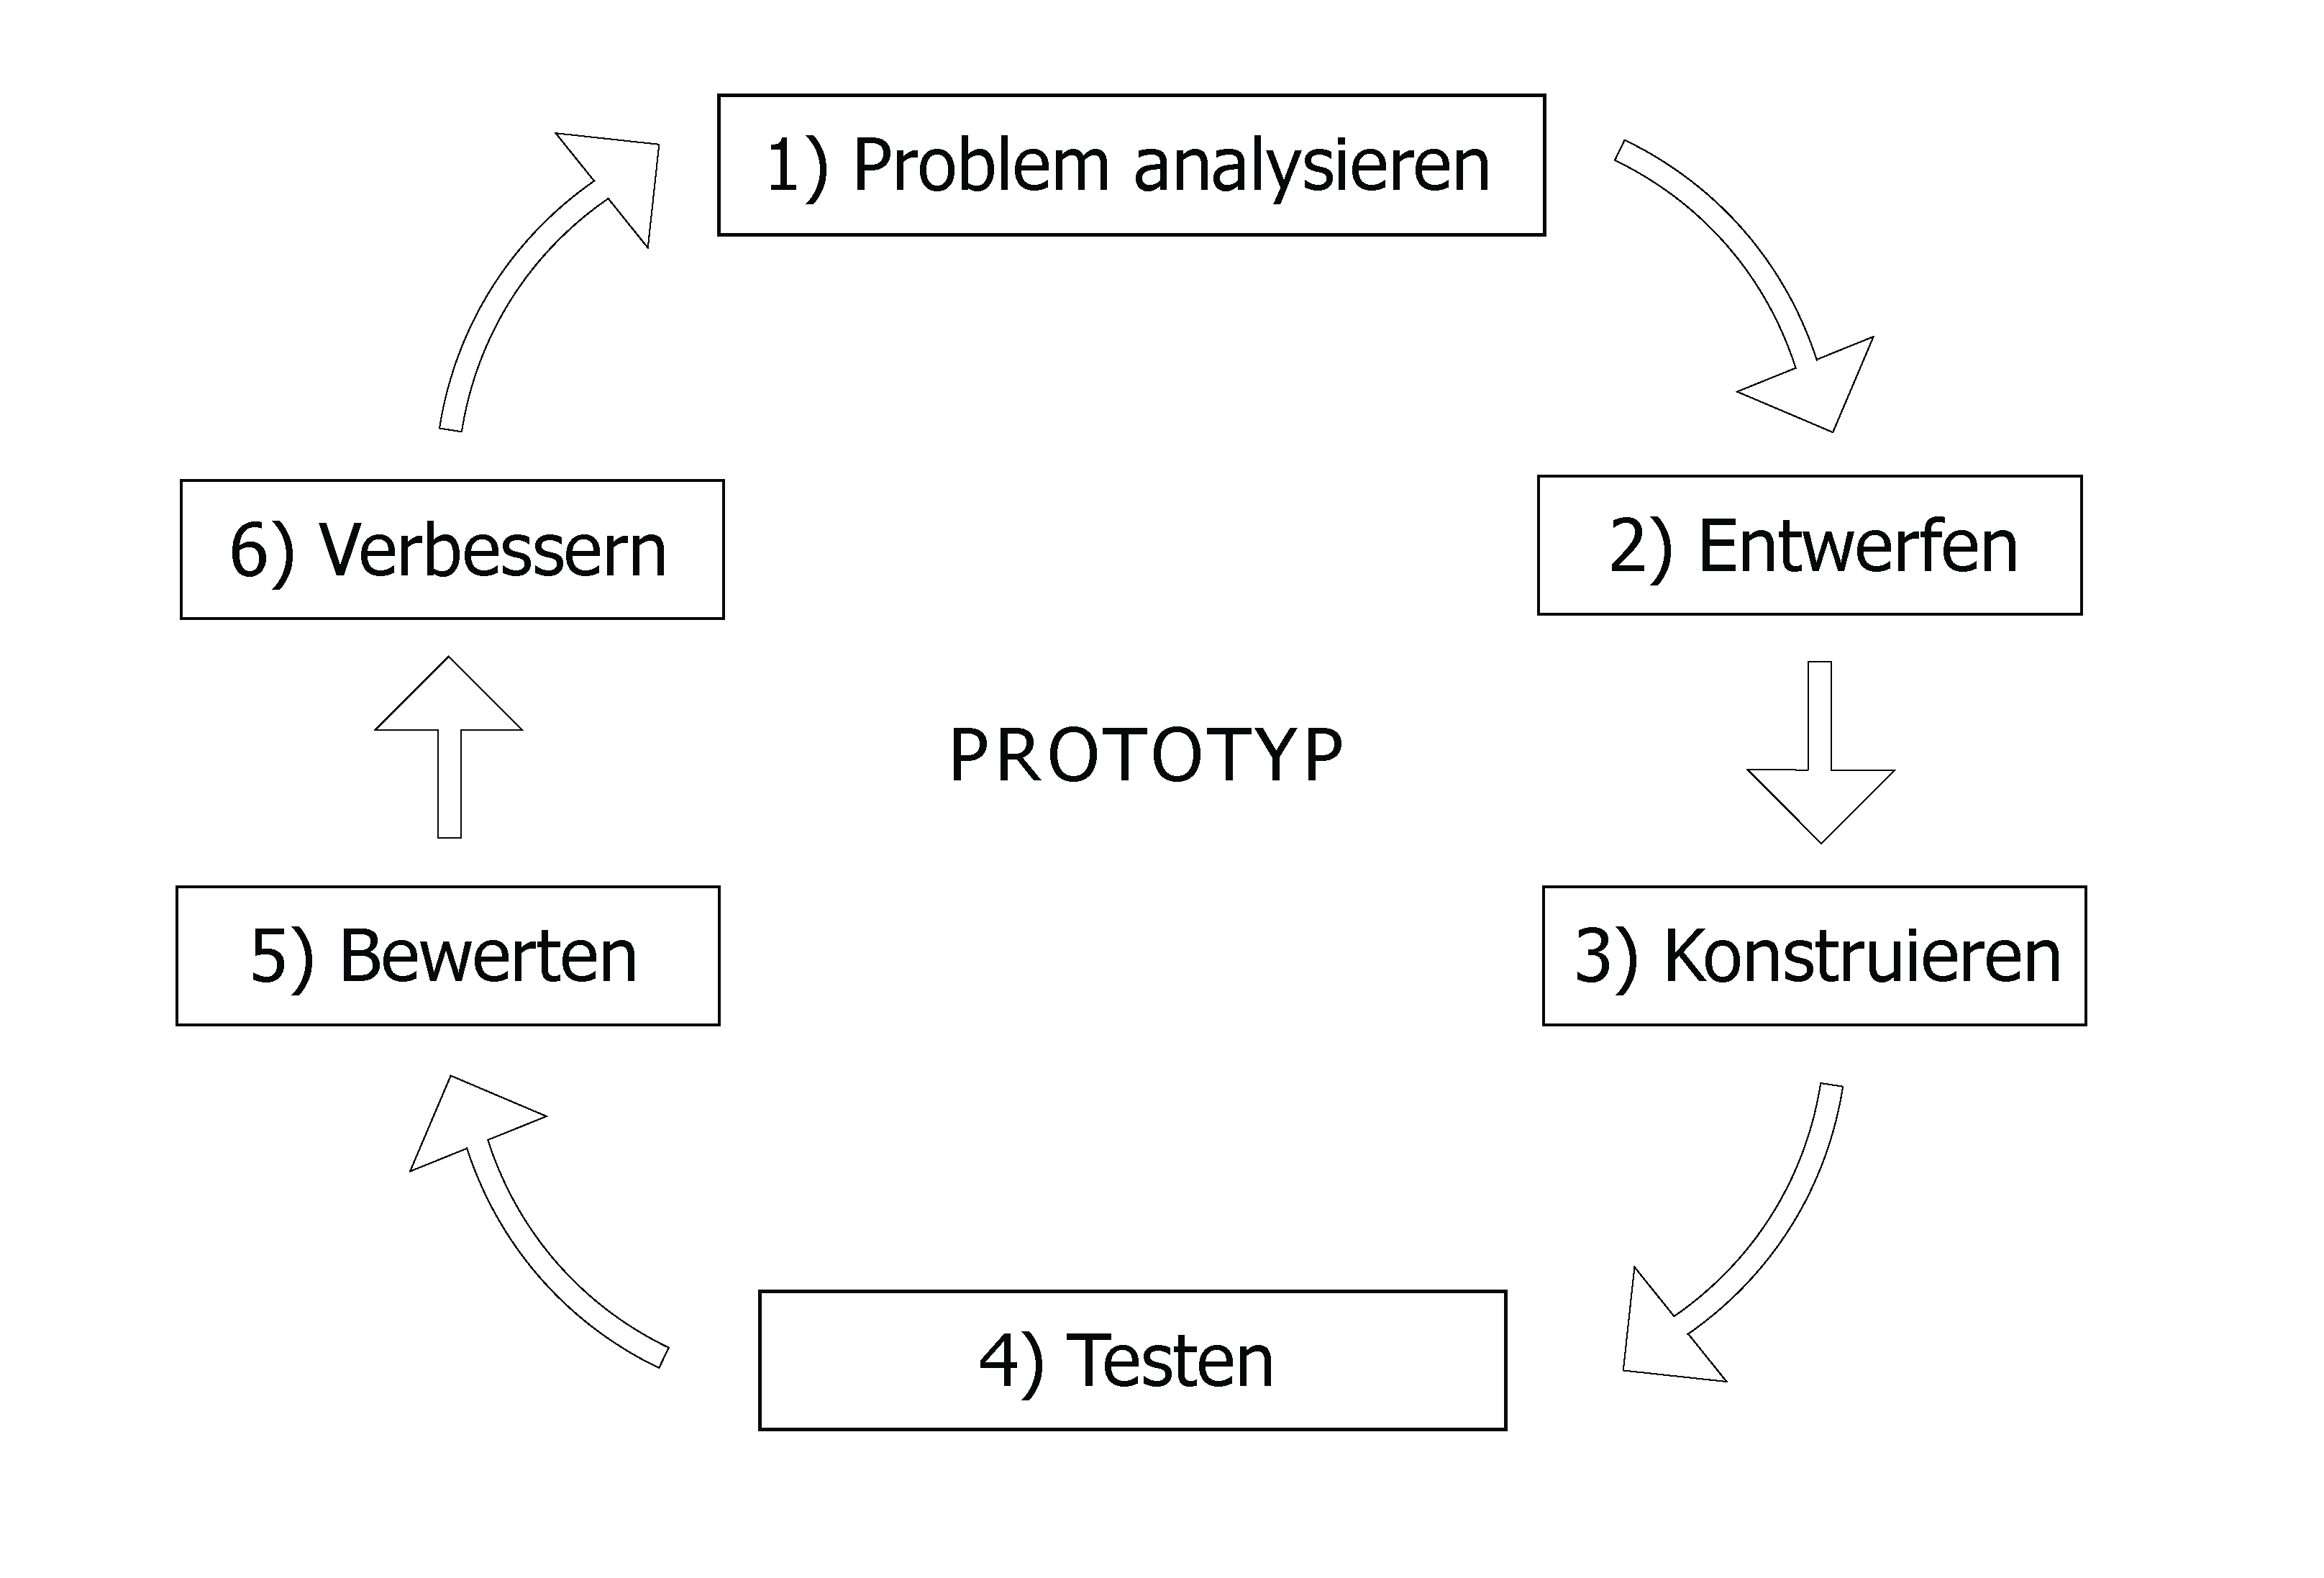 1) Problem analysieren
2) Entwerfen
3) Konstruieren
4) Testen
5) Bewerten
6) Verbessern
PROTOTYP